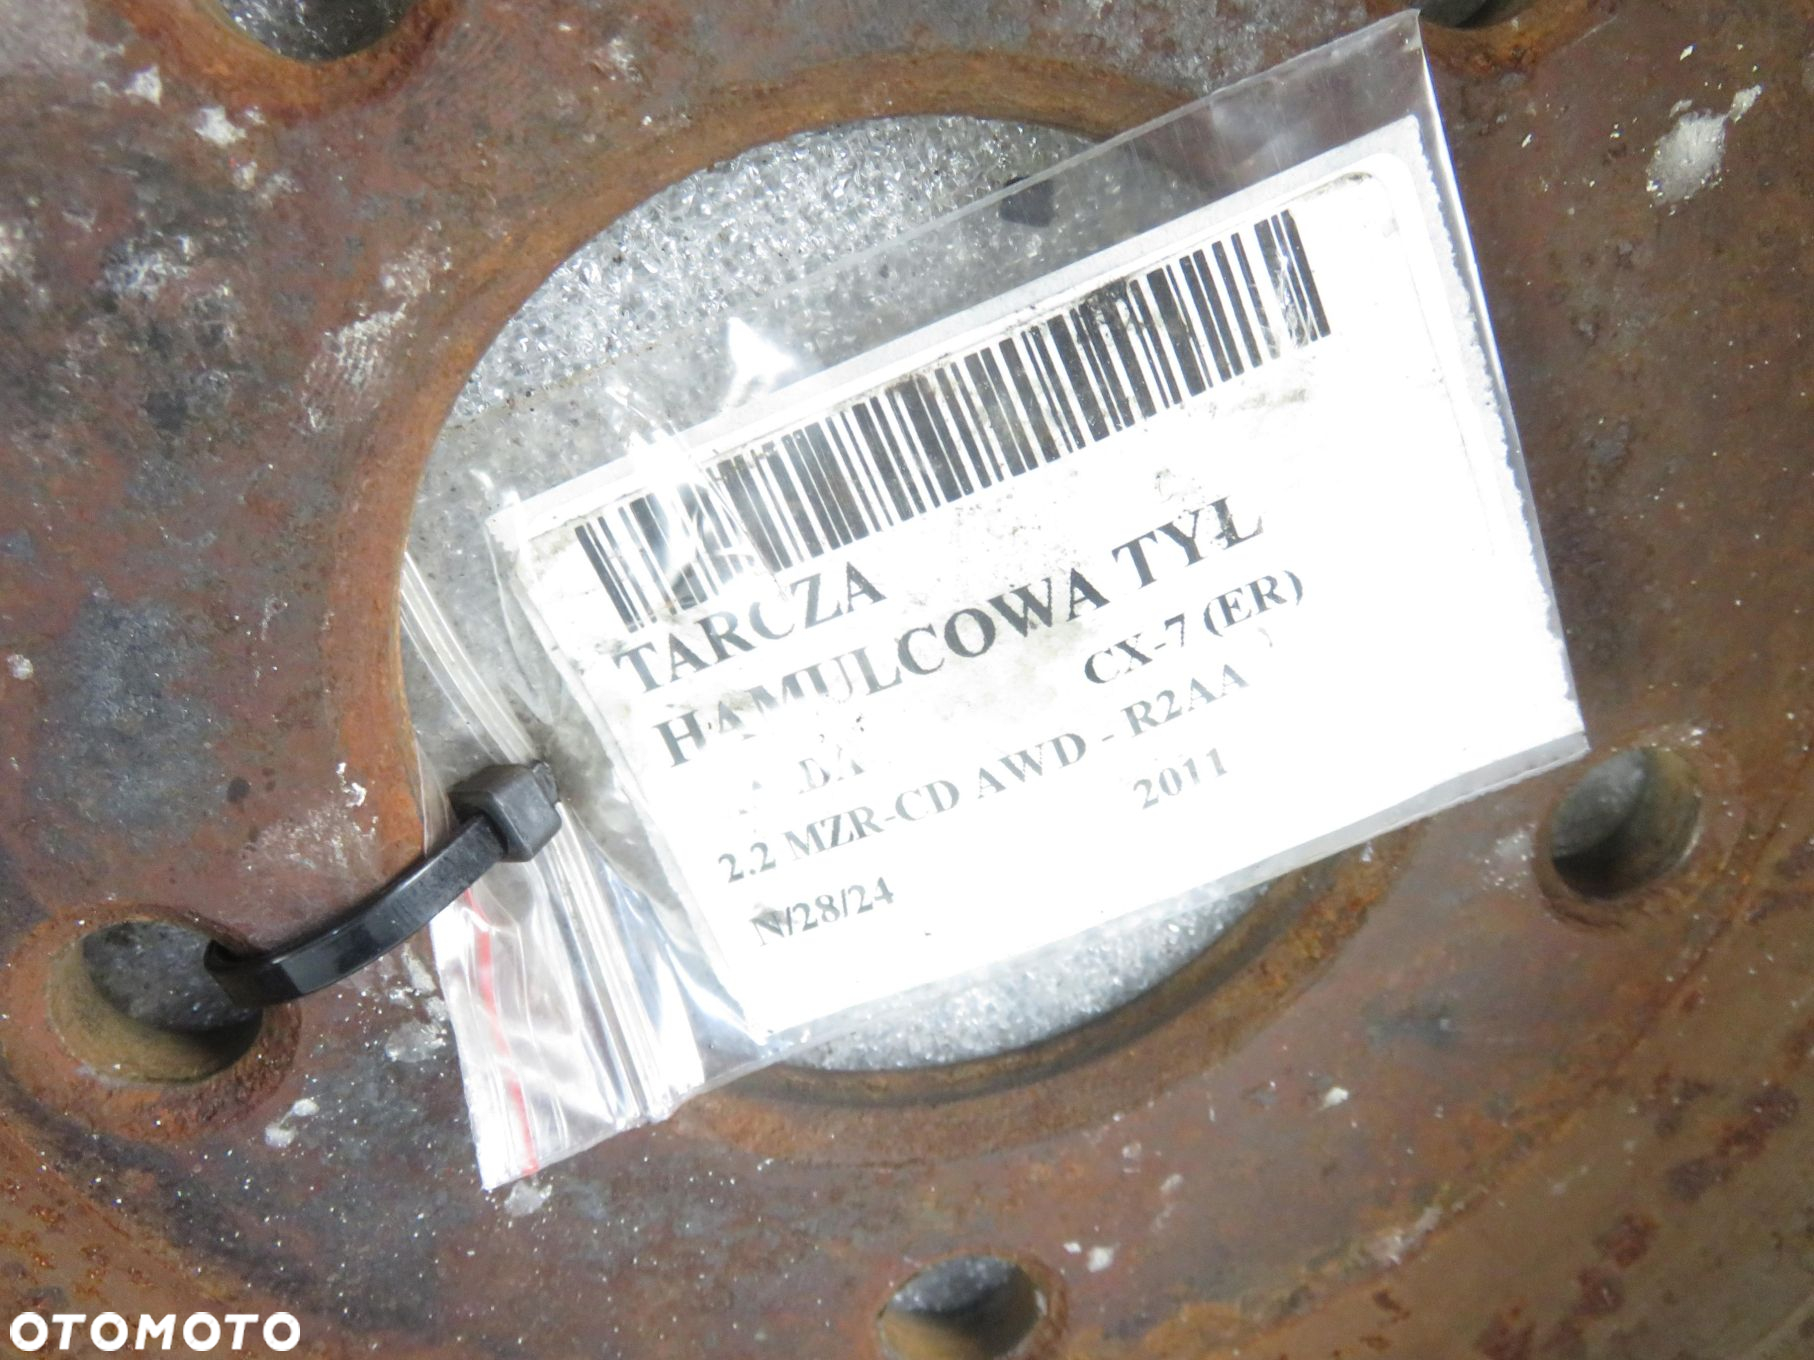 TARCZA
HAMULCOWA TYŁ
CX-7 (ER)
2.2 MZR-CD AWD - R2AA
2011
N/28/24
OTOMOTO